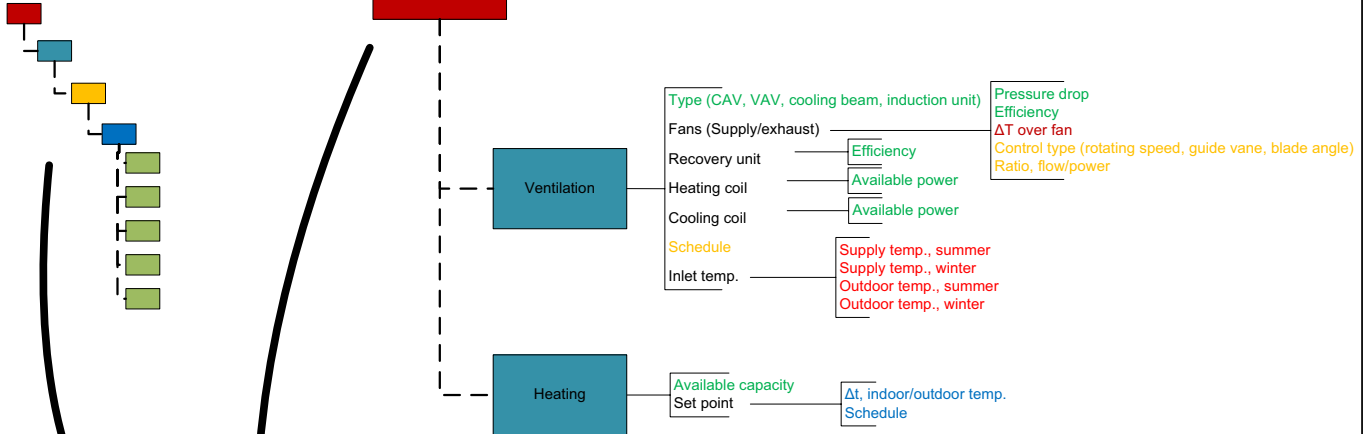 Ventilation
Type (CAV, VAV, cooling beam, induction unit)
Fans (Supply/exhaust)
Recovery unit
Heating coil
Cooling coil
Schedule
Inlet temp.
Pressure drop
Efficiency
ΔT over fan
Control type (rotating speed, guide vane, blade angle)
Ratio, flow/power
Efficiency
Available power
Available power
Supply temp., summer
Supply temp., winter
Outdoor temp., summer
Outdoor temp., winter
Heating
Available capacity
Set point
Δt, indoor/outdoor temp.
Schedule